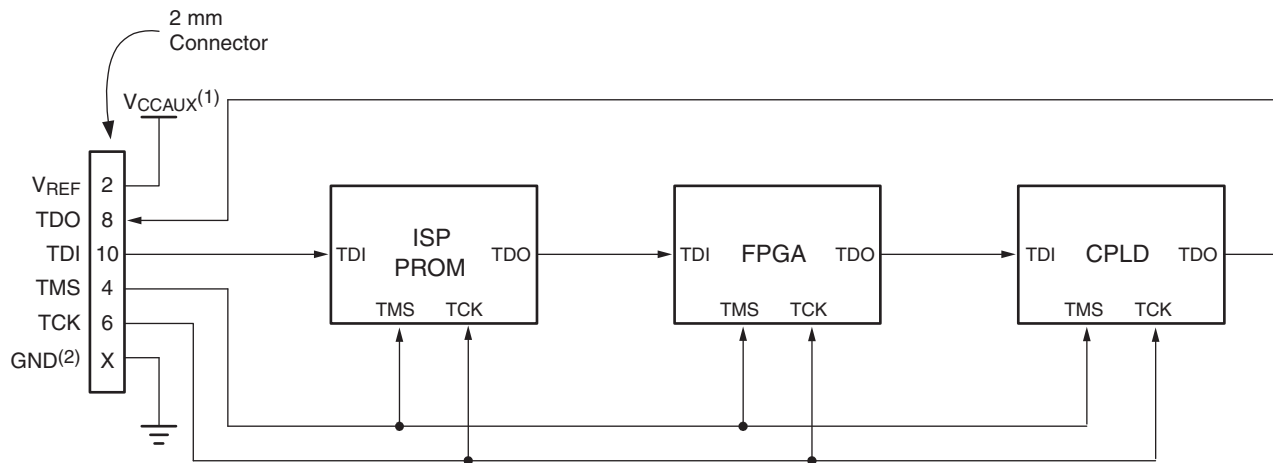 2 mm
Connector
VCCAUX(1)
VREF 2
TDO 8
TDI 10
TMS 4
TCK 6
GND(2) X
TDI ISP PROM TDO
TMS TCK
TDI FPGA TDO
TMS TCK
TDI CPLD TDO
TMS TCK